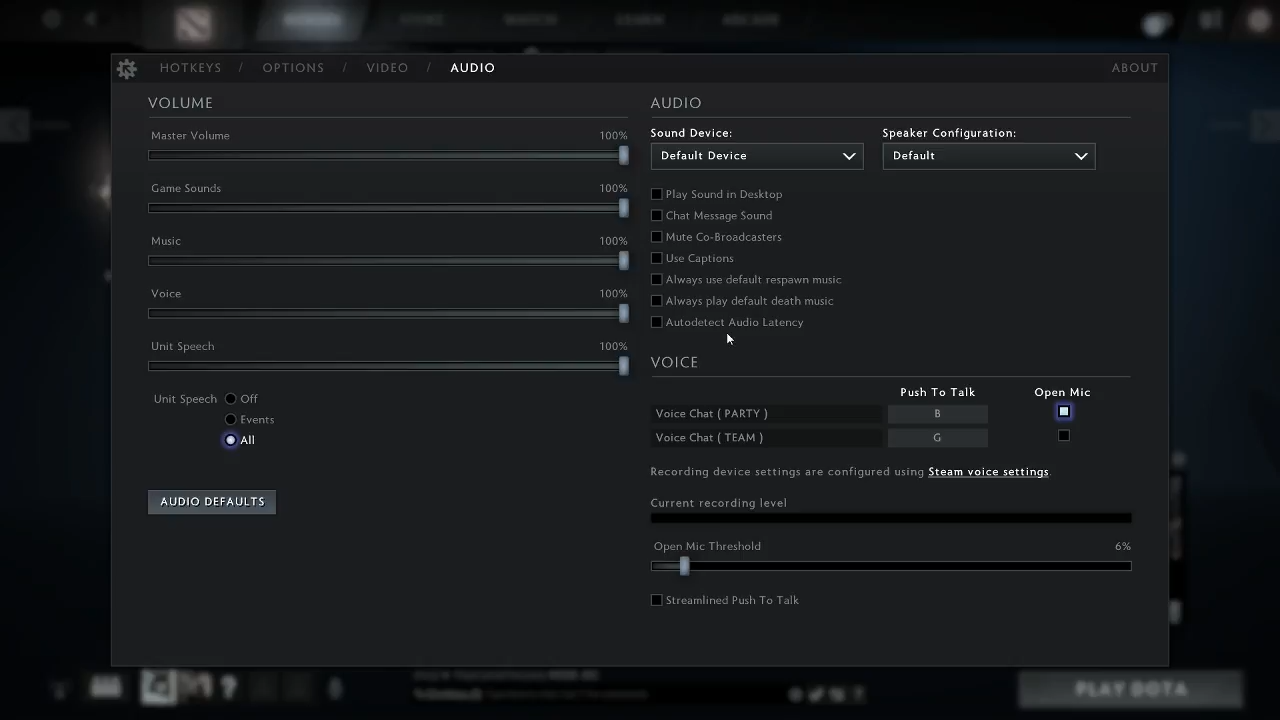 HOTKEYS / OPTIONS / VIDEO / AUDIO ABOUT
VOLUME
Master Volume 100%
Game Sounds 100%
Music 100%
Voice 100%
Unit Speech 100%
Unit Speech Off
Events
All
AUDIO DEFAULTS
AUDIO
Sound Device: Speaker Configuration:
Default Device Default
Play Sound in Desktop
Chat Message Sound
Mute Co-Broadcasters
Use Captions
Always use default respawn music
Always play default death music
Autodetect Audio Latency
VOICE
Push To Talk Open Mic
Voice Chat ( PARTY ) B
Voice Chat ( TEAM ) G
Recording device settings are configured using Steam voice settings.
Current recording level
Open Mic Threshold 6%
Streamlined Push To Talk
PLAY DOTA